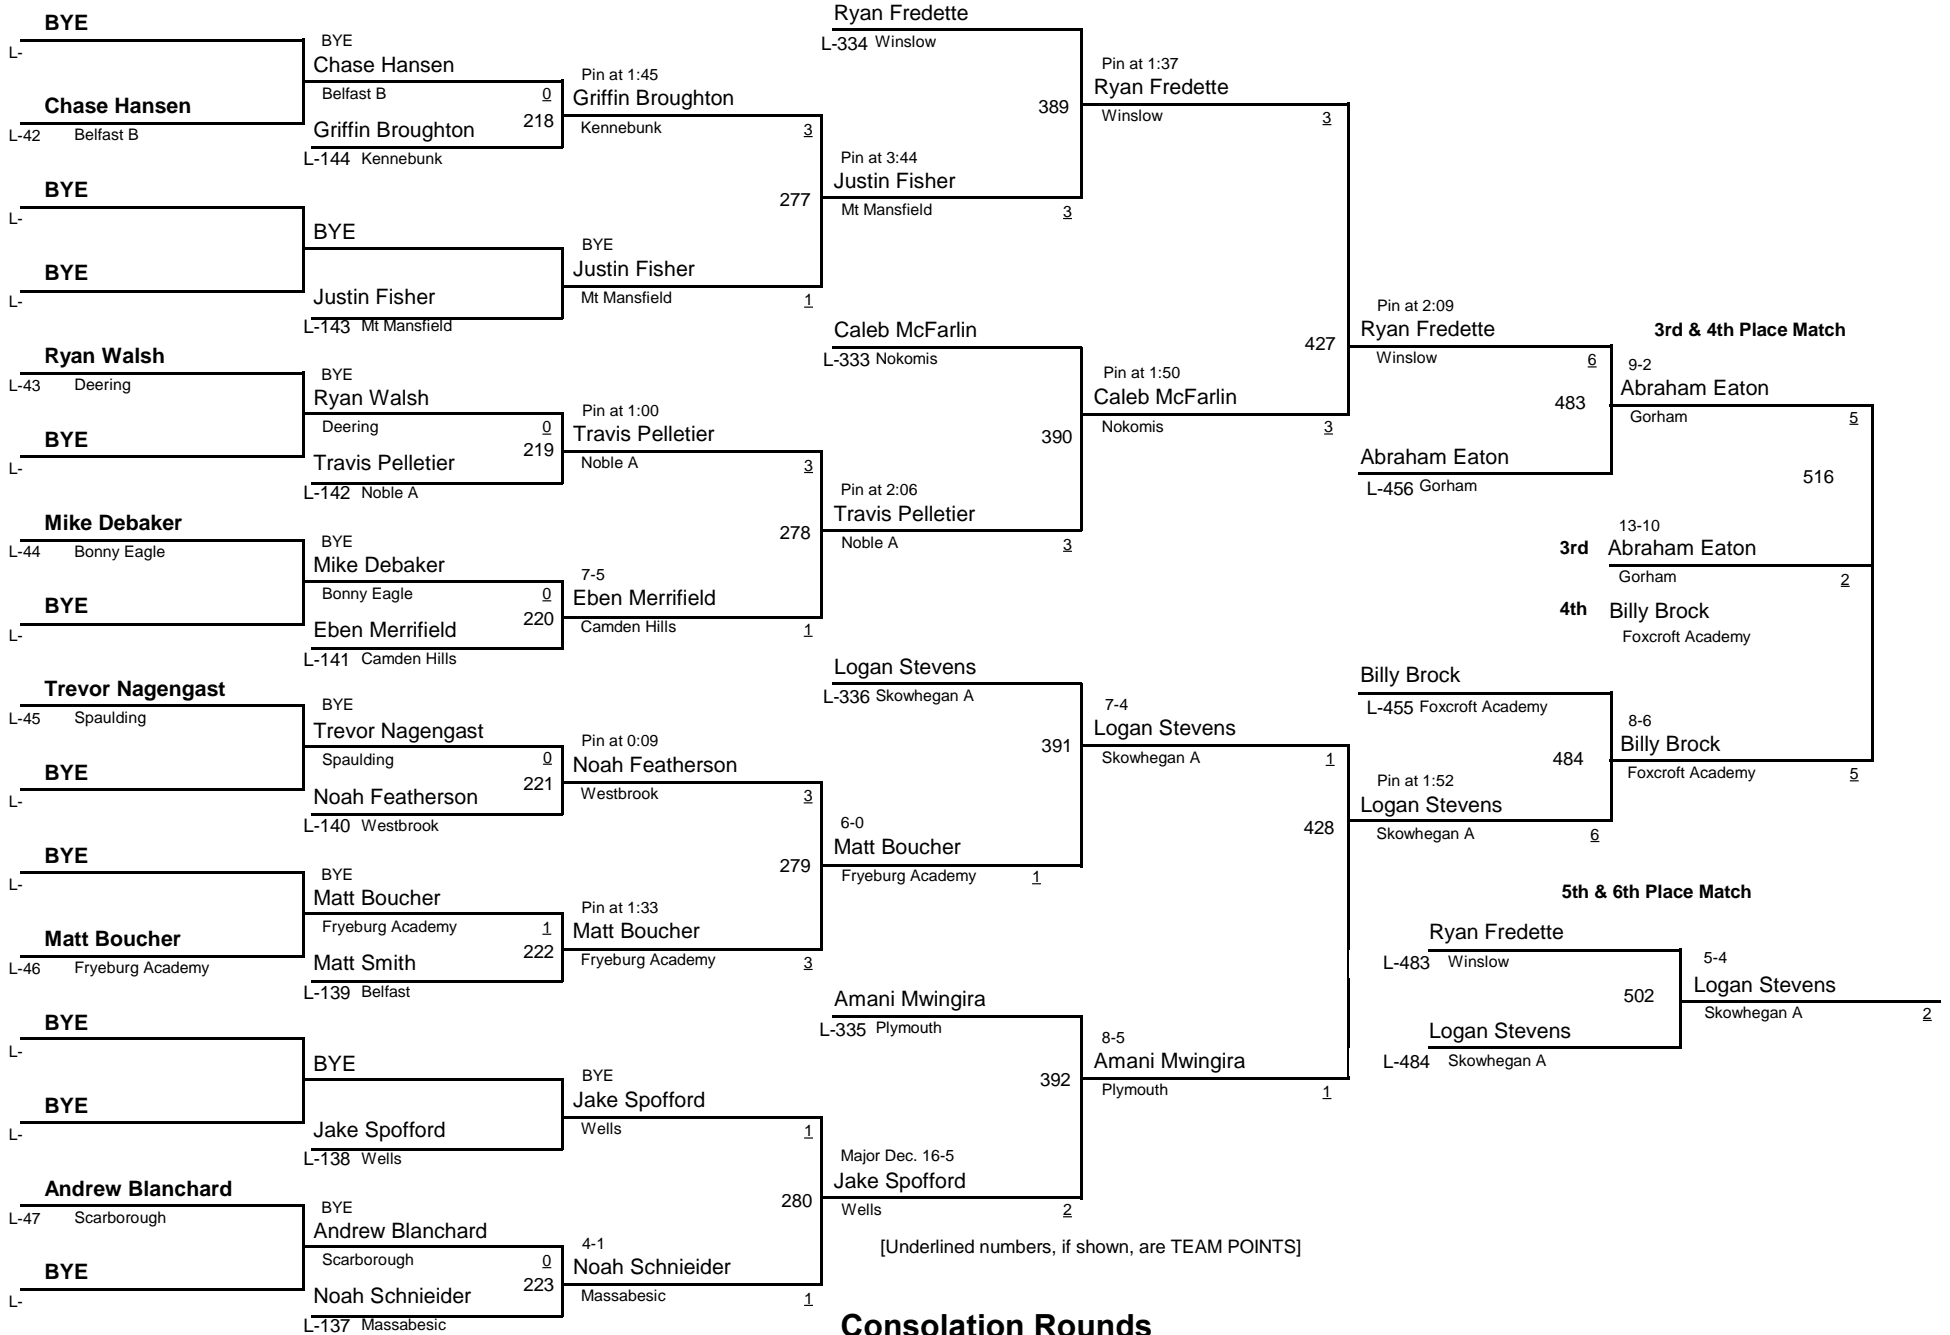 BYE
L-
Chase Hansen
L-42 Belfast B
BYE
L-
BYE
L-
Ryan Walsh
L-43 Deering
BYE
L-
Mike Debaker
L-44 Bonny Eagle
BYE
L-
Trevor Nagengast
L-45 Spaulding
BYE
L-
BYE
L-
Matt Boucher
L-46 Fryeburg Academy
BYE
L-
BYE
L-
Andrew Blanchard
L-47 Scarborough
BYE
L-
BYE
Chase Hansen
Belfast B 0
218
Griffin Broughton
L-144 Kennebunk
BYE
Justin Fisher
L-143 Mt Mansfield
BYE
Ryan Walsh
Deering 0
219
Travis Pelletier
L-142 Noble A
BYE
Mike Debaker
Bonny Eagle 0
220
Eben Merrifield
L-141 Camden Hills
BYE
Trevor Nagengast
Spaulding 0
221
Noah Featherson
L-140 Westbrook
BYE
Matt Boucher
Fryeburg Academy 1
222
Matt Smith
L-139 Belfast
BYE
Jake Spofford
L-138 Wells
BYE
Andrew Blanchard
Scarborough 0
223
Noah Schnieider
L-137 Massabesic
Pin at 1:45
Griffin Broughton
Kennebunk 3
277
BYE
Justin Fisher
Mt Mansfield 1
Pin at 1:00
Travis Pelletier
Noble A 3
278
7-5
Eben Merrifield
Camden Hills 1
Pin at 0:09
Noah Featherson
Westbrook 3
279
Pin at 1:33
Matt Boucher
Fryeburg Academy 3
BYE
Jake Spofford
Wells 1
280
4-1
Noah Schnieider
Massabesic 1
Ryan Fredette
L-334 Winslow
389
Pin at 3:44
Justin Fisher
Mt Mansfield 3
Caleb McFarlin
L-333 Nokomis
390
Pin at 2:06
Travis Pelletier
Noble A 3
Logan Stevens
L-336 Skowhegan A
391
6-0
Matt Boucher
Fryeburg Academy 1
Amani Mwingira
L-335 Plymouth
392
Major Dec. 16-5
Jake Spofford
Wells 2
[Underlined numbers, if shown, are TEAM POINTS]
Consolation Rounds
Pin at 1:37
Ryan Fredette
Winslow 3
427
Pin at 1:50
Caleb McFarlin
Nokomis 3
7-4
Logan Stevens
Skowhegan A 1
428
8-5
Amani Mwingira
Plymouth 1
Pin at 2:09
Ryan Fredette
Winslow 6
483
Abraham Eaton
L-456 Gorham
Billy Brock
L-455 Foxcroft Academy
484
Pin at 1:52
Logan Stevens
Skowhegan A 6
3rd & 4th Place Match
9-2
Abraham Eaton
Gorham 5
516
13-10
3rd Abraham Eaton
Gorham 2
4th Billy Brock
Foxcroft Academy
8-6
Billy Brock
Foxcroft Academy 5
5th & 6th Place Match
Ryan Fredette
L-483 Winslow
502
Logan Stevens
L-484 Skowhegan A
5-4
Logan Stevens
Skowhegan A 2